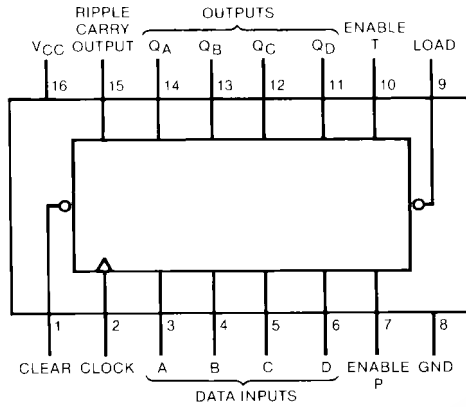 RIPPLE CARRY OUTPUT
OUTPUTS
VCC
QA QB QC QD
ENABLE T
LOAD
16 15 14 13 12 11 10 9
1 2 3 4 5 6 7 8
CLEAR CLOCK A B C D ENABLE P GND
DATA INPUTS